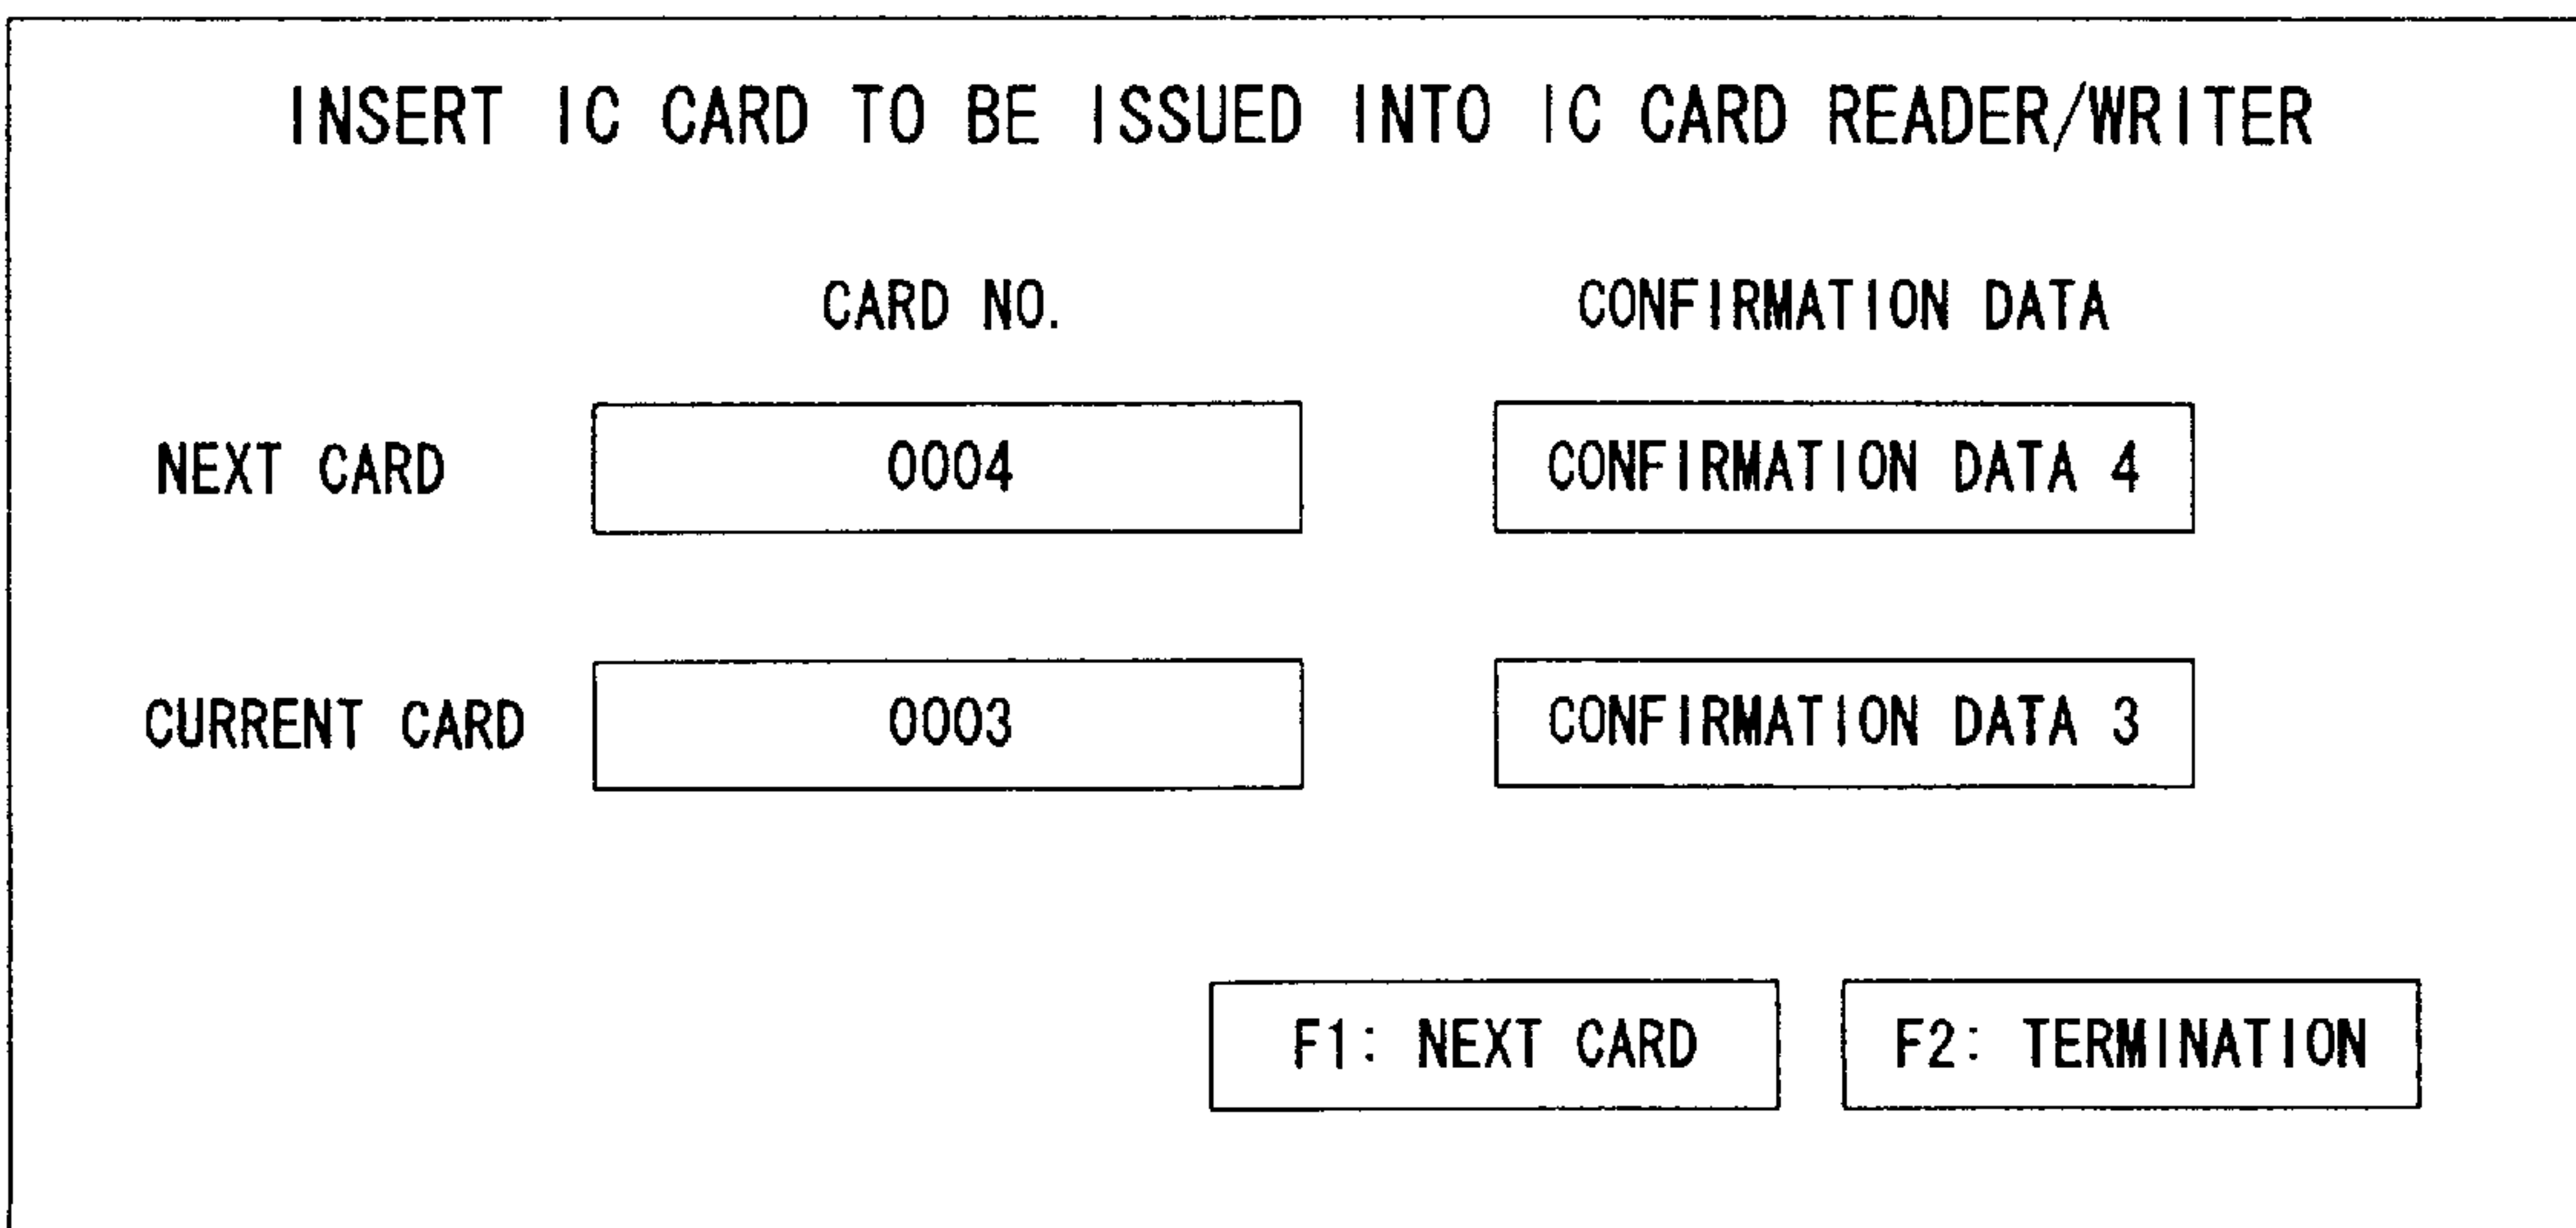 INSERT IC CARD TO BE ISSUED INTO IC CARD READER/WRITER
CARD NO. CONFIRMATION DATA
NEXT CARD 0004 CONFIRMATION DATA 4
CURRENT CARD 0003 CONFIRMATION DATA 3
F1: NEXT CARD F2: TERMINATION